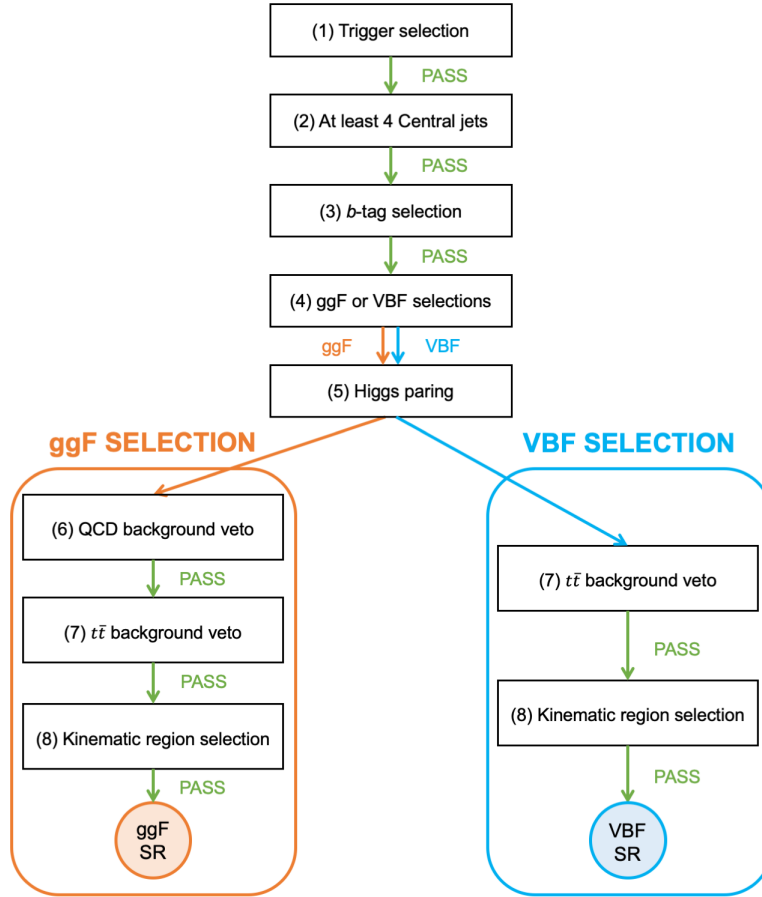 (1) Trigger selection
PASS
(2) At least 4 Central jets
PASS
(3) b-tag selection
PASS
(4) ggF or VBF selections
ggF
VBF
(5) Higgs paring
ggF SELECTION
(6) QCD background veto
PASS
(7) tt̄ background veto
PASS
(8) Kinematic region selection
PASS
ggF
SR
VBF SELECTION
(7) tt̄ background veto
PASS
(8) Kinematic region selection
PASS
VBF
SR